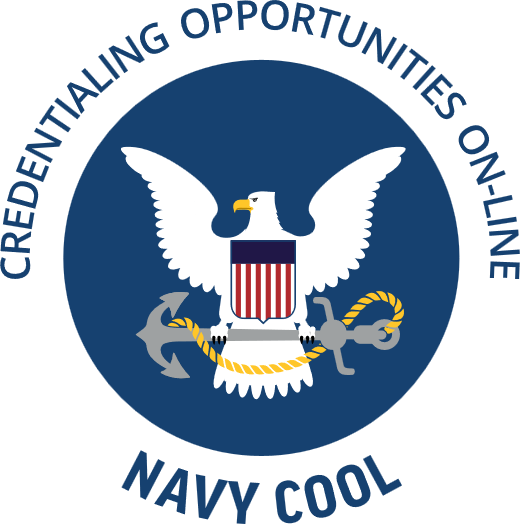 CREDENTIALING OPPORTUNITIES ON-LINE
NAVY COOL